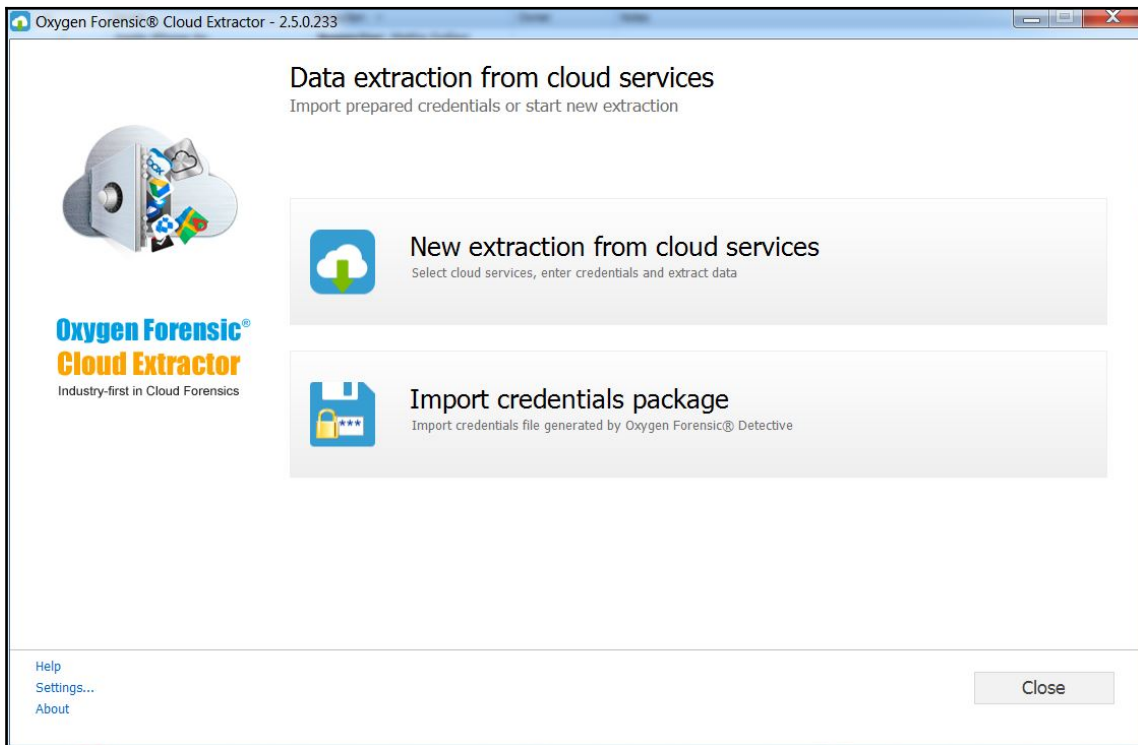 Oxygen Forensic® Cloud Extractor - 2.5.0.233
Data extraction from cloud services
Import prepared credentials or start new extraction
box
Oxygen Forensic®
Cloud Extractor
Industry-first in Cloud Forensics
New extraction from cloud services
Select cloud services, enter credentials and extract data
***
Import credentials package
Import credentials file generated by Oxygen Forensic® Detective
Help
Settings...
About
Close